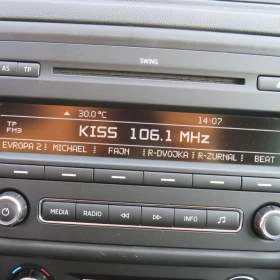 SWING
AS TP
30.0°C 14:07
TP
FM3
KISS 106.1 MHz
EVROPA 2 MICHAEL FAJN R-DVOJKA R-ZURNAL BEAT
MEDIA RADIO INFO